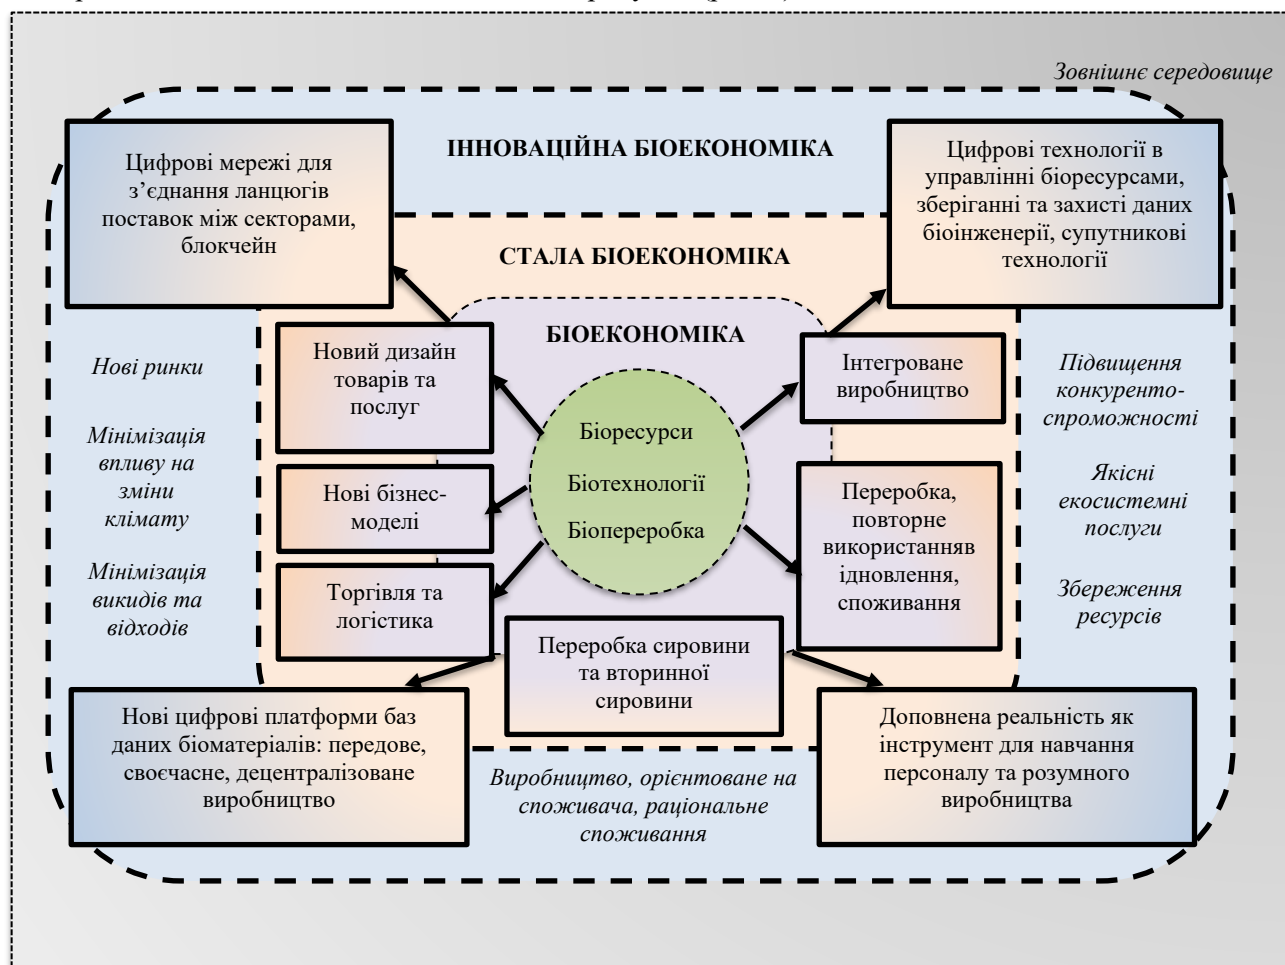 Зовнішнє середовище
ІННОВАЦІЙНА БІОЕКОНОМІКА
Цифрові мережі для
з’єднання ланцюгів
поставок між секторами,
блокчейн
Цифрові технології в
управлінні біоресурсами,
зберіганні та захисті даних
біоінженерії, супутникові
технології
СТАЛА БІОЕКОНОМІКА
БІОЕКОНОМІКА
Нові ринки
Мінімізація
впливу на
зміни
клімату
Мінімізація
викидів та
відходів
Новий дизайн
товарів та
послуг
Нові бізнес-
моделі
Торгівля та
логістика
Біоресурси
Біотехнології
Біопереробка
Інтегроване
виробництво
Переробка,
повторне
використанняв
ідновлення,
споживання
Підвищення
конкуренто-
спроможності
Якісні
екосистемні
послуги
Збереження
ресурсів
Переробка сировини
та вторинної
сировини
Нові цифрові платформи баз
даних біоматеріалів: передове,
своєчасне, децентралізоване
виробництво
Доповнена реальність як
інструмент для навчання
персоналу та розумного
виробництва
Виробництво, орієнтоване на
споживача, раціональне
споживання